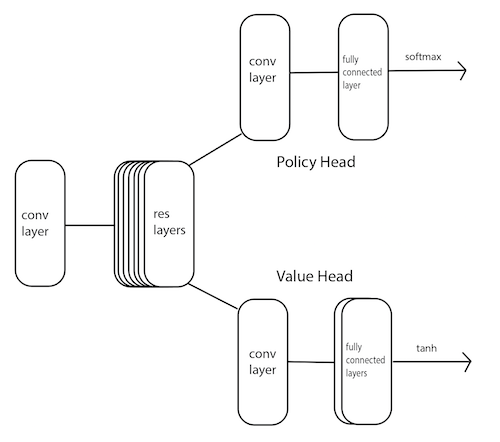 conv
layer
fully
connected
layer
softmax
Policy Head
conv
layer
res
layers
Value Head
conv
layer
fully
connected
layers
tanh